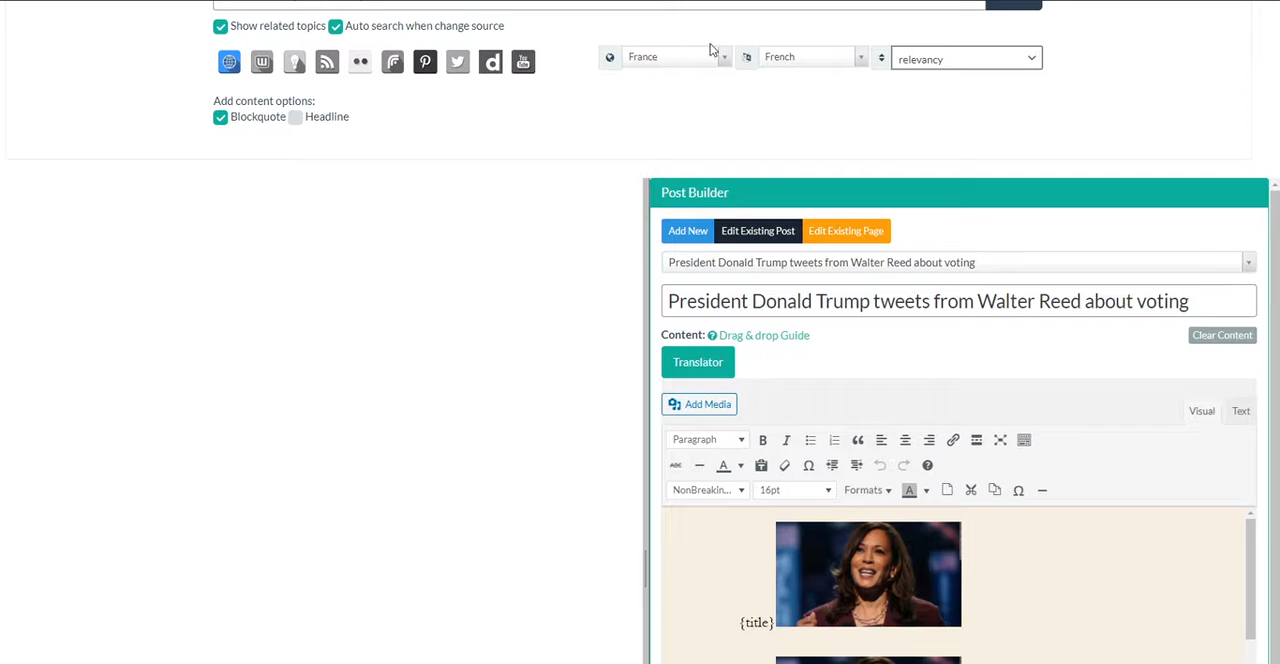 Show related topics Auto search when change source
France French relevancy
Add content options:
Blockquote Headline
Post Builder
Add New Edit Existing Post Edit Existing Page
President Donald Trump tweets from Walter Reed about voting
President Donald Trump tweets from Walter Reed about voting
Content: Drag & drop Guide Clear Content
Translator
Add Media
Visual Text
Paragraph
NonBreakin... 16pt Formats
{title}